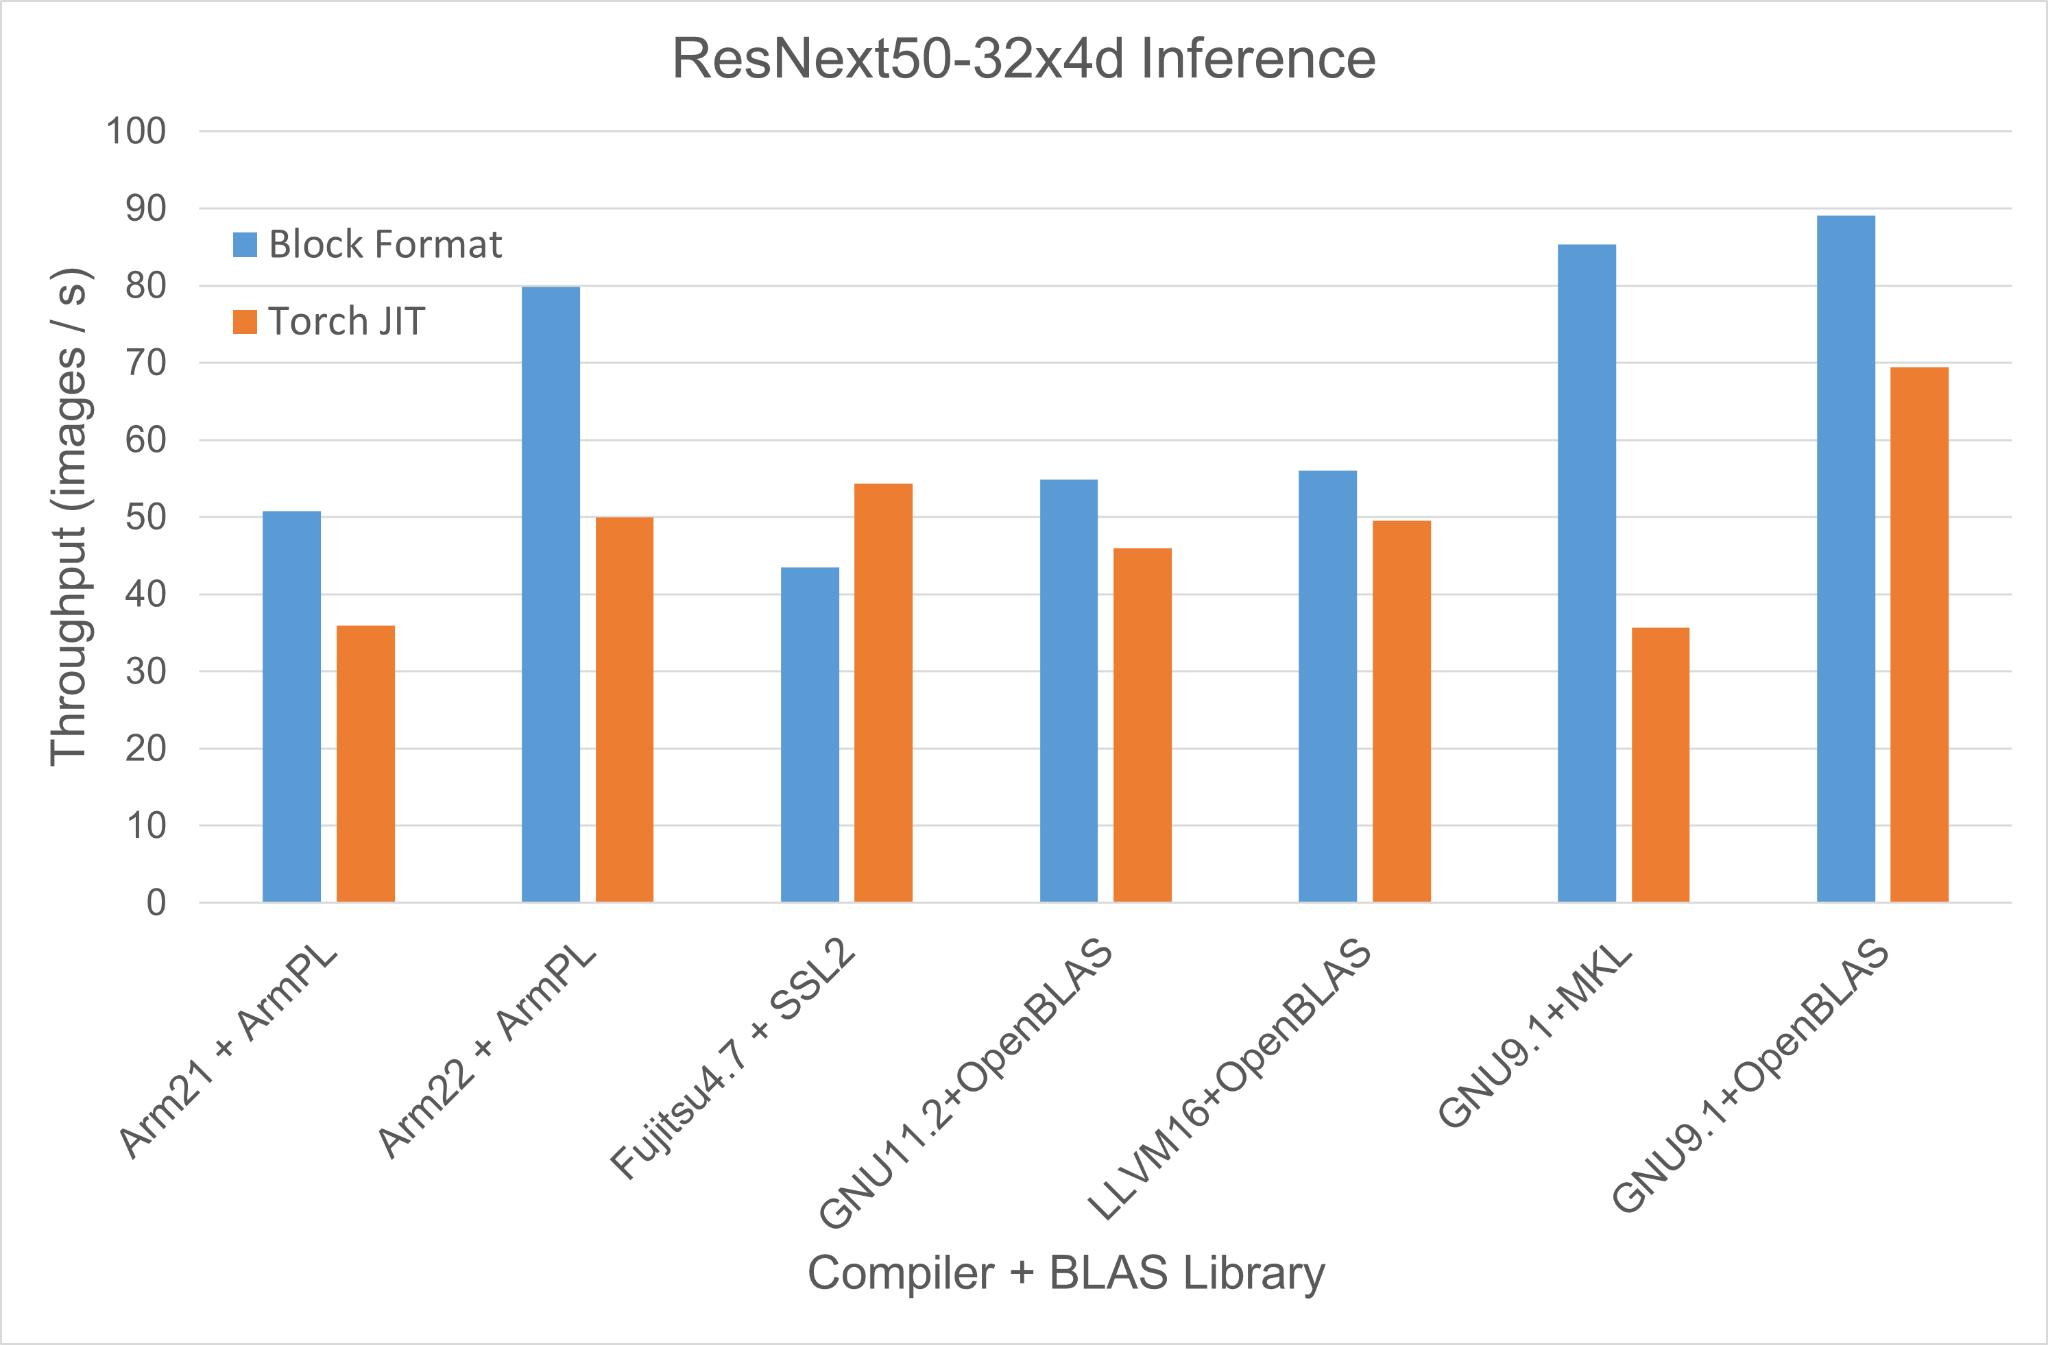 ResNext50-32x4d Inference
Throughput (images / s)
100
90
80
70
60
50
40
30
20
10
0
Block Format
Torch JIT
Arm21 + ArmPL
Arm22 + ArmPL
Fujitsu4.7 + SSL2
GNU11.2+OpenBLAS
LLVM16+OpenBLAS
GNU9.1+MKL
GNU9.1+OpenBLAS
Compiler + BLAS Library